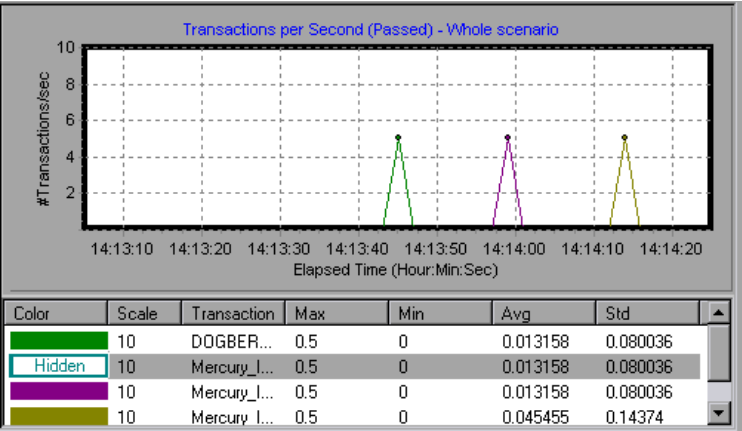 Transactions per Second (Passed) - Whole scenario
10
8
6
4
2
#Transactions/sec
14:13:10 14:13:20 14:13:30 14:13:40 14:13:50 14:14:00 14:14:10 14:14:20
Elapsed Time (Hour:Min:Sec)
Color Scale Transaction Max Min Avg Std
10 DOGBER... 0.5 0 0.013158 0.080036
Hidden 10 Mercury_I... 0.5 0 0.013158 0.080036
10 Mercury_I... 0.5 0 0.013158 0.080036
10 Mercury_I... 0.5 0 0.045455 0.14374